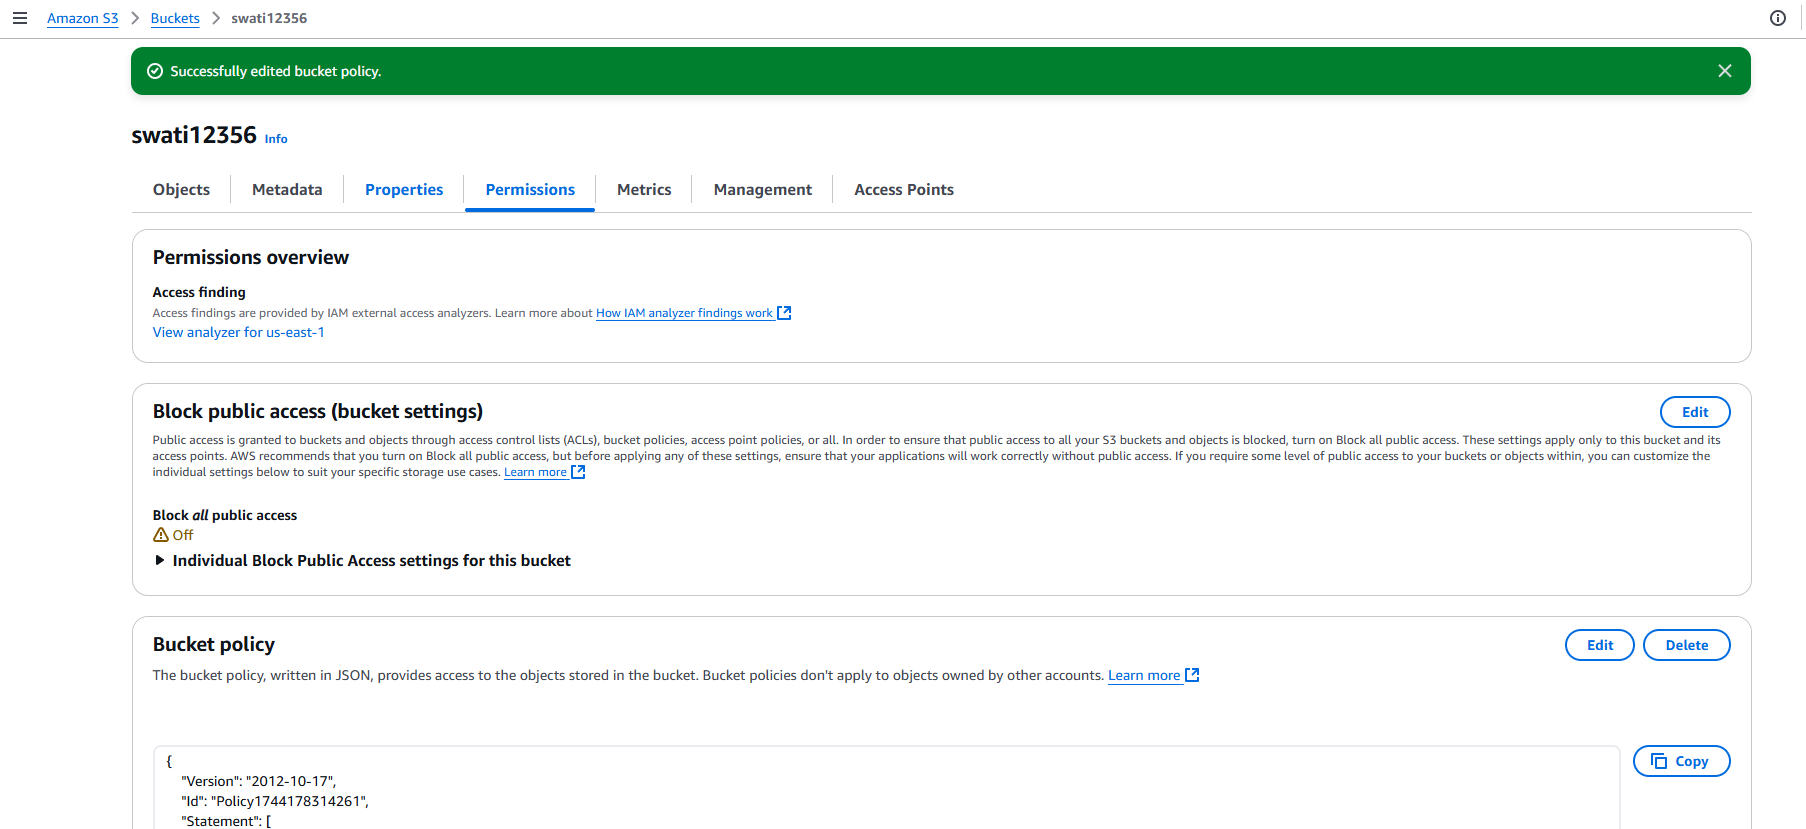 Amazon S3 > Buckets > swati12356
Successfully edited bucket policy.
swati12356 Info
Objects Metadata Properties Permissions Metrics Management Access Points
Permissions overview
Access finding
Access findings are provided by IAM external access analyzers. Learn more about How IAM analyzer findings work
View analyzer for us-east-1
Block public access (bucket settings) Edit
Public access is granted to buckets and objects through access control lists (ACLs), bucket policies, access point policies, or all. In order to ensure that public access to all your S3 buckets and objects is blocked, turn on Block all public access. These settings apply only to this bucket and its
access points. AWS recommends that you turn on Block all public access, but before applying any of these settings, ensure that your applications will work correctly without public access. If you require some level of public access to your buckets or objects within, you can customize the
individual settings below to suit your specific storage use cases. Learn more
Block all public access
Off
Individual Block Public Access settings for this bucket
Bucket policy Edit Delete
The bucket policy, written in JSON, provides access to the objects stored in the bucket. Bucket policies don't apply to objects owned by other accounts. Learn more
{ Copy
"Version": "2012-10-17",
"Id": "Policy1744178314261",
"Statement": [